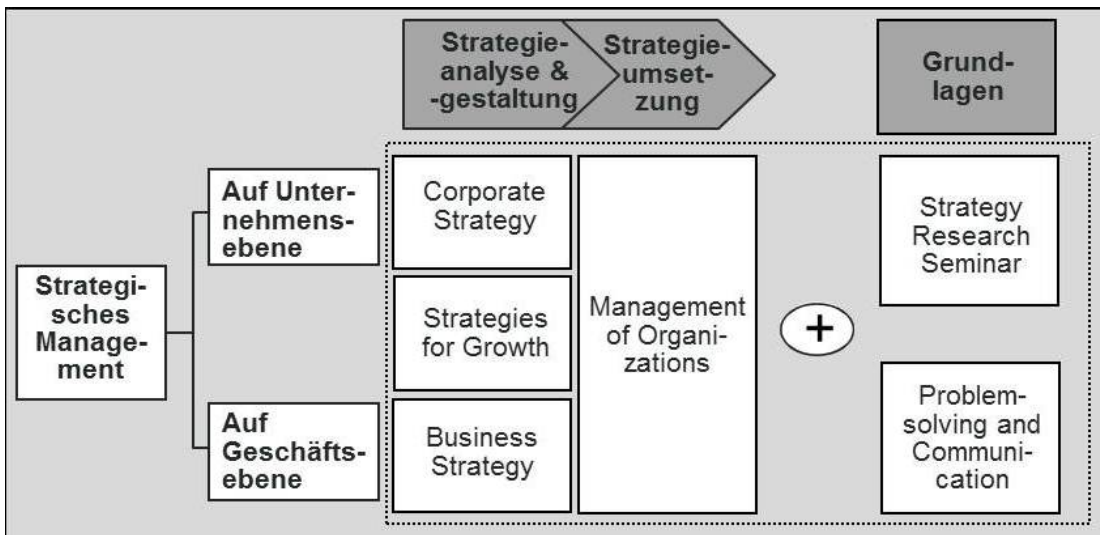 Strategie-
analyse &
-gestaltung
Strategie-
umset-
zung
Grund-
lagen
Strategi-
sches
Manage-
ment
Auf Unter-
nehmens-
ebene
Auf
Geschäfts-
ebene
Corporate
Strategy
Strategies
for Growth
Business
Strategy
Management
of Organi-
zations
+
Strategy
Research
Seminar
Problem-
solving and
Communi-
cation